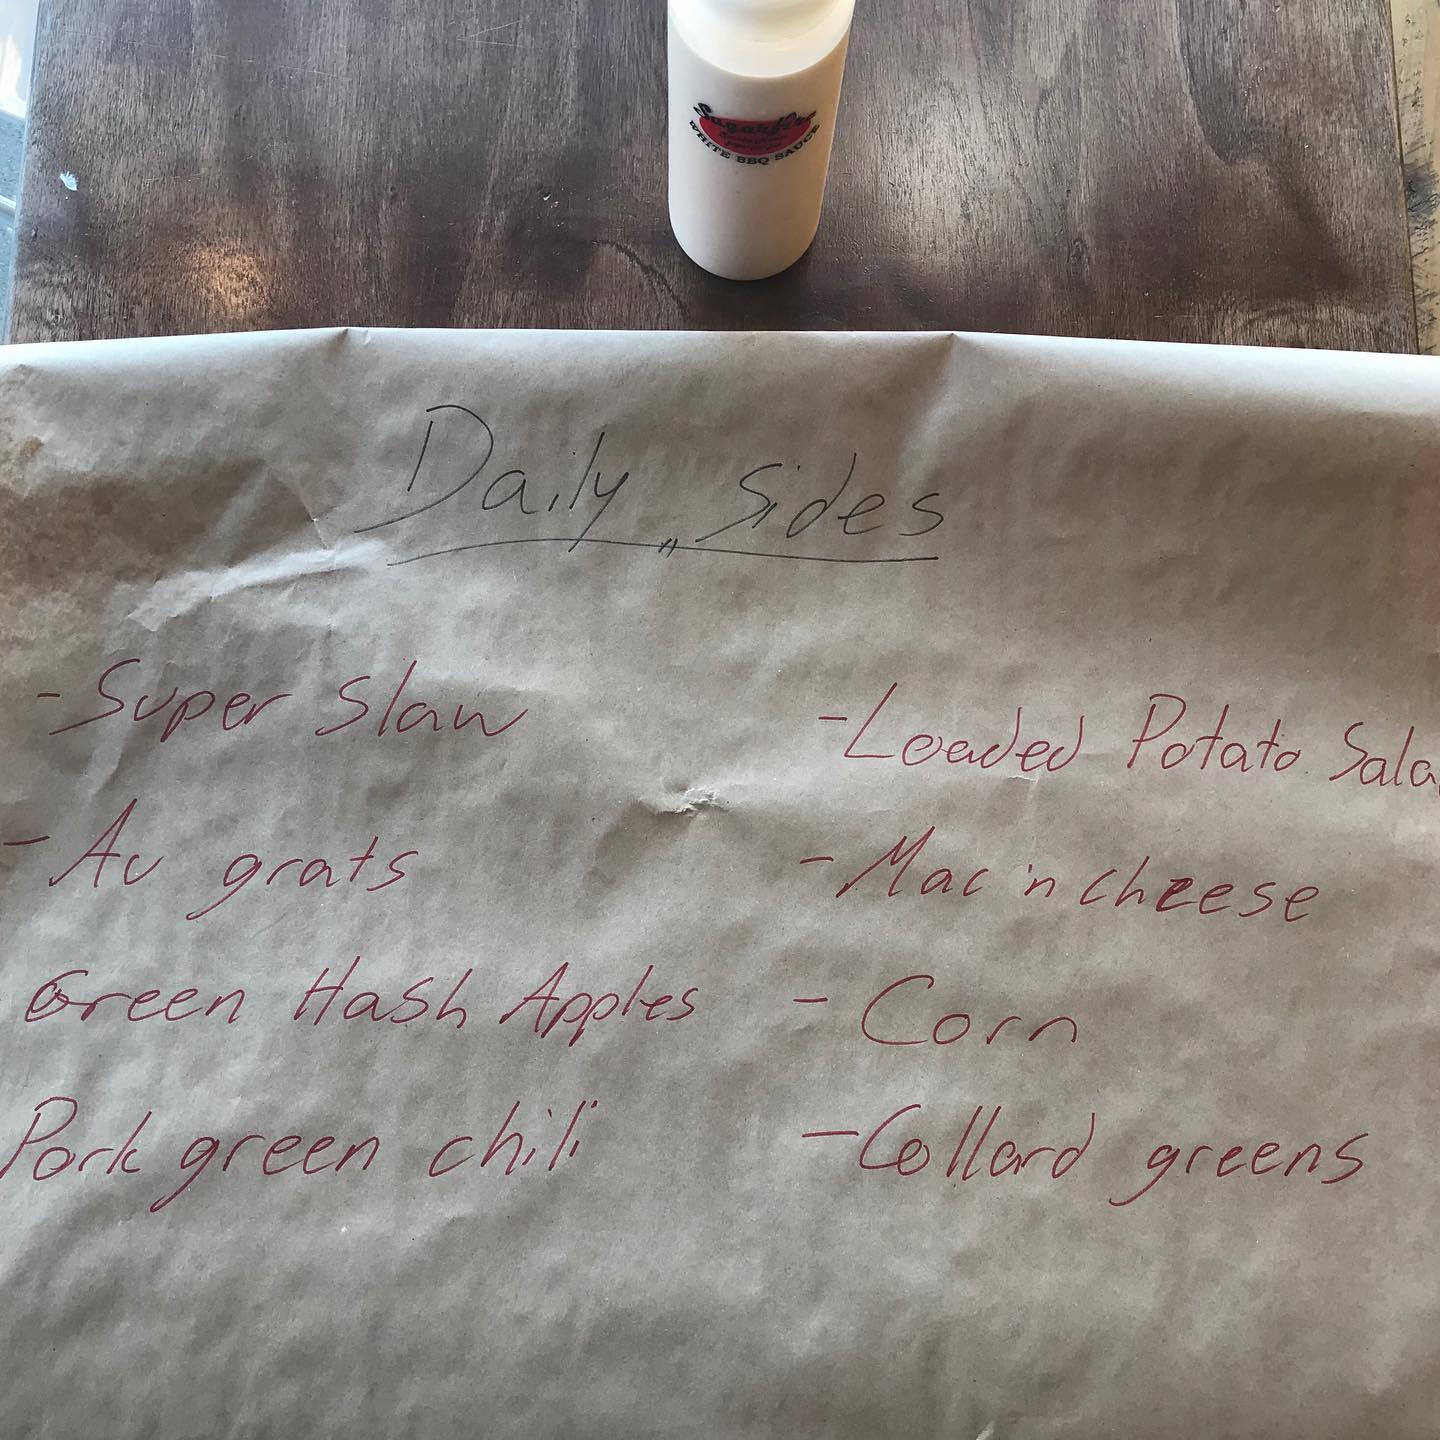 Sugarfire
WHITE BBQ SAUCE
Daily Sides
- Super Slaw
- Au grats
Green Hash Apples
Pork green chili
- Loaded Potato Sala
- Mac 'n cheese
- Corn
- Collard greens